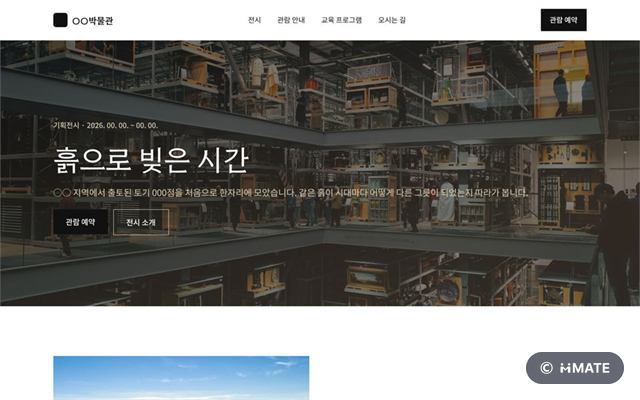 ○○박물관
전시
관람 안내
교육 프로그램
오시는 길
관람 예약
기획전시 · 2026. 00. 00. – 00. 00.
흙으로 빚은 시간
○○ 지역에서 출토된 토기 000점을 처음으로 한자리에 모았습니다. 같은 흙이 시대마다 어떻게 다른 그릇이 되었는지 따라가 봅니다.
관람 예약
전시 소개
© MMATE